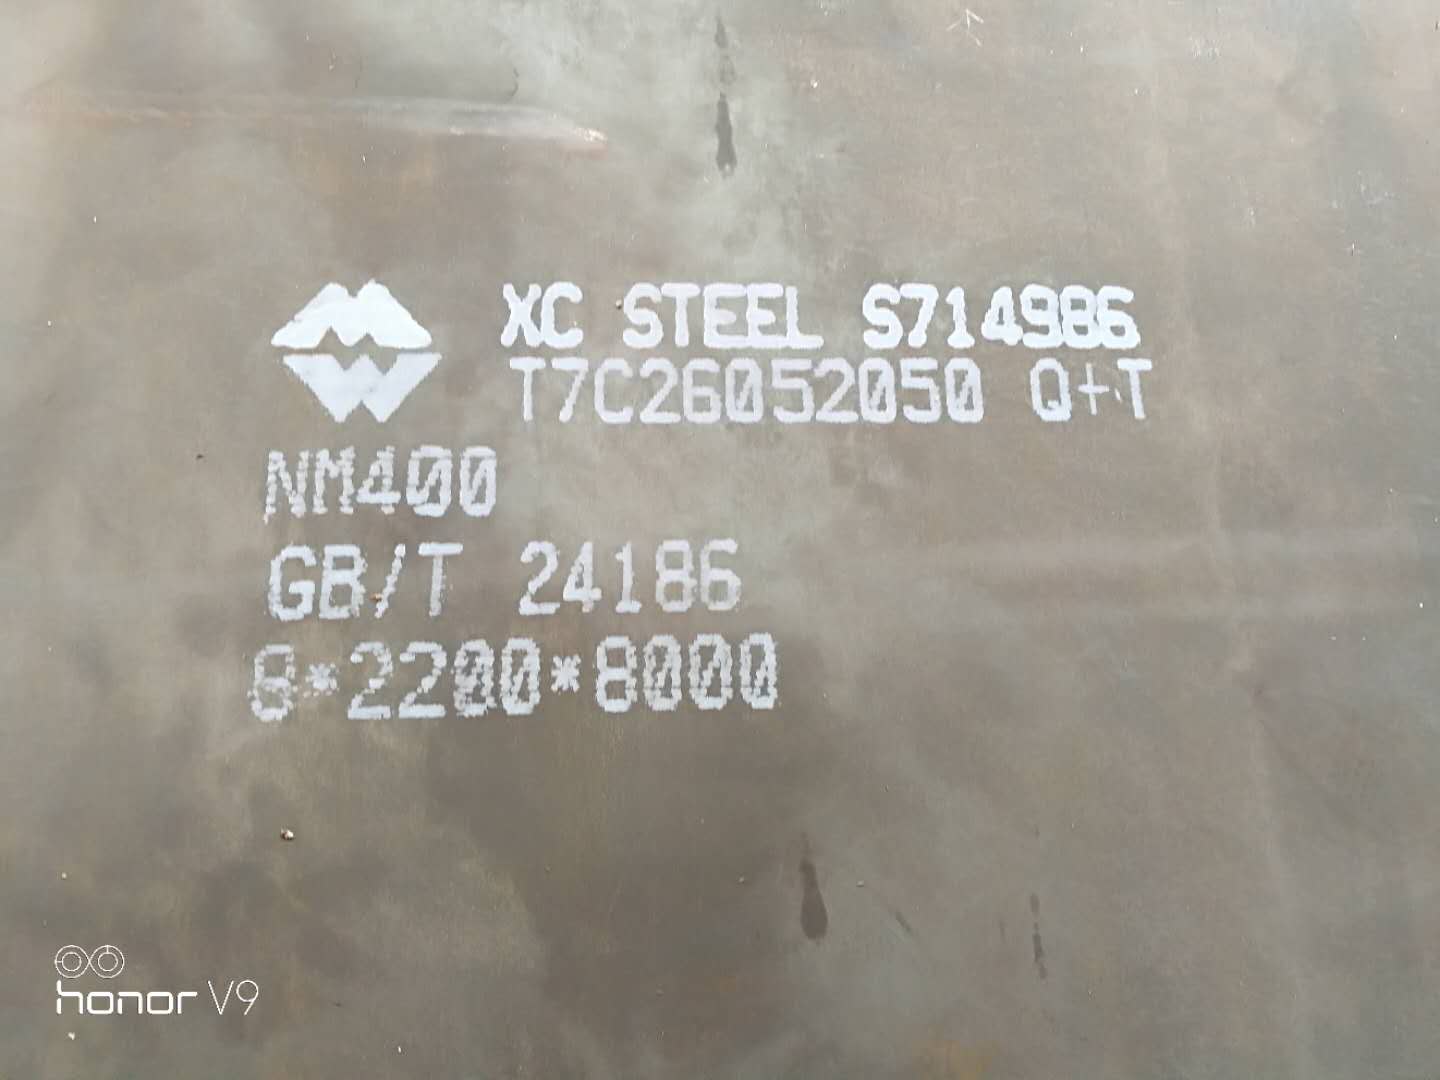 XC STEEL S714986
T7C26052050 Q+T
NM400
GB/T 24186
8*2200*8000
honor V9